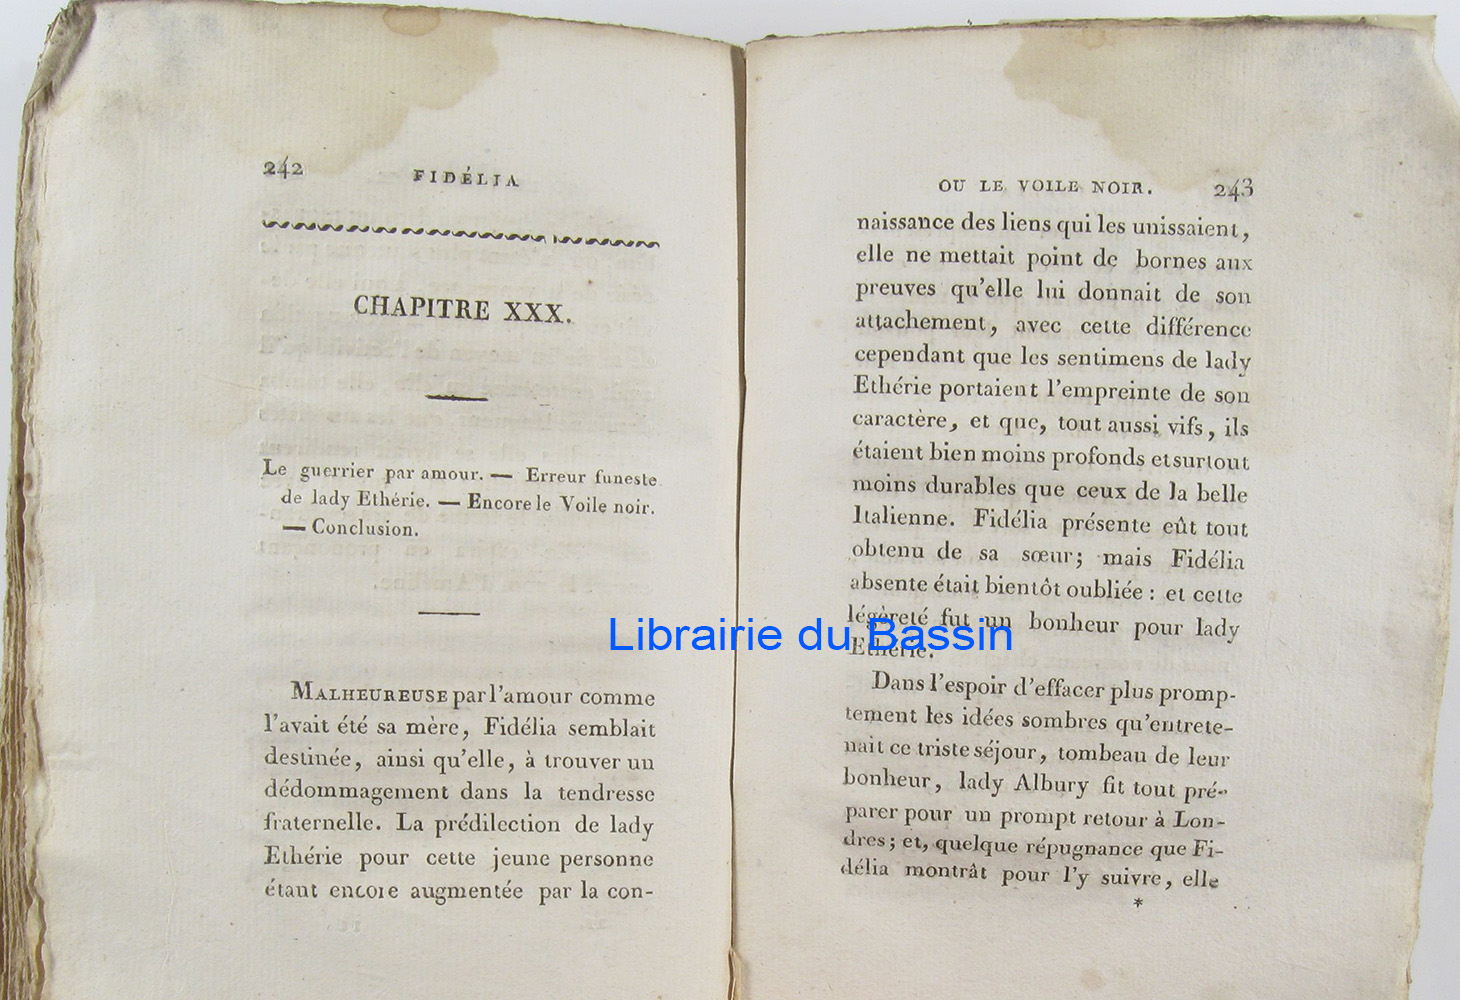 242 FIDÉLIA
CHAPITRE XXX.
Le guerrier par amour. — Erreur funeste
de lady Ethérie. — Encore le Voile noir.
— Conclusion.
MALHEUREUSE par l'amour comme
l'avait été sa mère, Fidélia semblait
destinée, ainsi qu'elle, à trouver un
dédommagement dans la tendresse
fraternelle. La prédilection de lady
Ethérie pour cette jeune personne
étant encore augmentée par la con-
OU LE VOILE NOIR. 243
naissance des liens qui les unissaient,
elle ne mettait point de bornes aux
preuves qu'elle lui donnait de son
attachement, avec cette différence
cependant que les sentimens de lady
Ethérie portaient l'empreinte de son
caractère, et que, tout aussi vifs, ils
étaient bien moins profonds et surtout
moins durables que ceux de la belle
Italienne. Fidélia présente eût tout
obtenu de sa sœur; mais Fidélia
absente était bientôt oubliée : et cette
légèreté fut un bonheur pour lady
Ethérie.
Dans l'espoir d'effacer plus promp-
tement les idées sombres qu'entrete-
nait ce triste séjour, tombeau de leur
bonheur, lady Albury fit tout pré-
parer pour un prompt retour à Lon-
dres; et, quelque répugnance que Fi-
délia montrât pour l'y suivre, elle
*
Librairie du Bassin